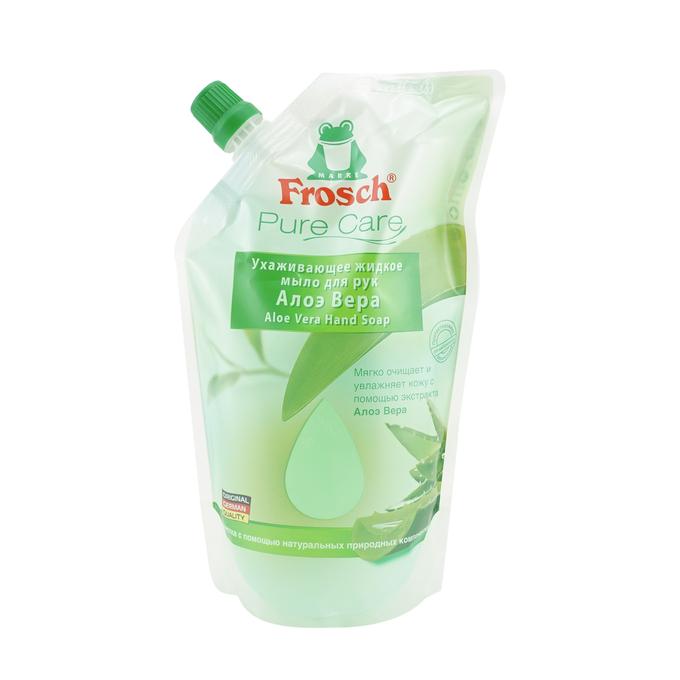 MARKE
Frosch®
Pure Care
Ухаживающее жидкое
мыло для рук
Алоэ Вера
Aloe Vera Hand Soap
Мягко очищает и
увлажняет кожу с
помощью экстракта
Алоэ Вера
ORIGINAL
GERMAN
QUALITY
с помощью натуральных природных